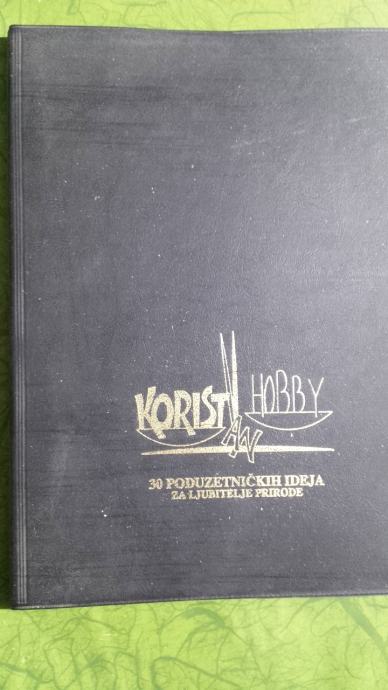 KORISTAN HOBBY
30 PODUZETNIČKIH IDEJA
ZA LJUBITELJE PRIRODE